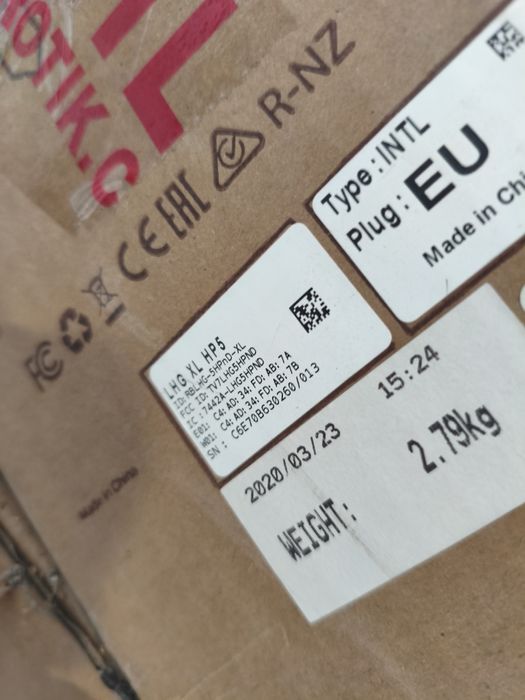 ROTIK.C
FC CE EAC R-NZ
Type: INTL
Plug: EU
Made in Chi
LHG XL HP5
ID: RBLHG-5HPnD-XL
FCC ID: TV7LHG5HPND
IC: 7442A-LHG5HPND
E01: C4: AD: 34: FD: AB: 7A
W01: C4: AD: 34: FD: AB: 7B
SN: C6E70B630260/013
2020/03/23 15:24
WEIGHT: 2.79kg
Made in China